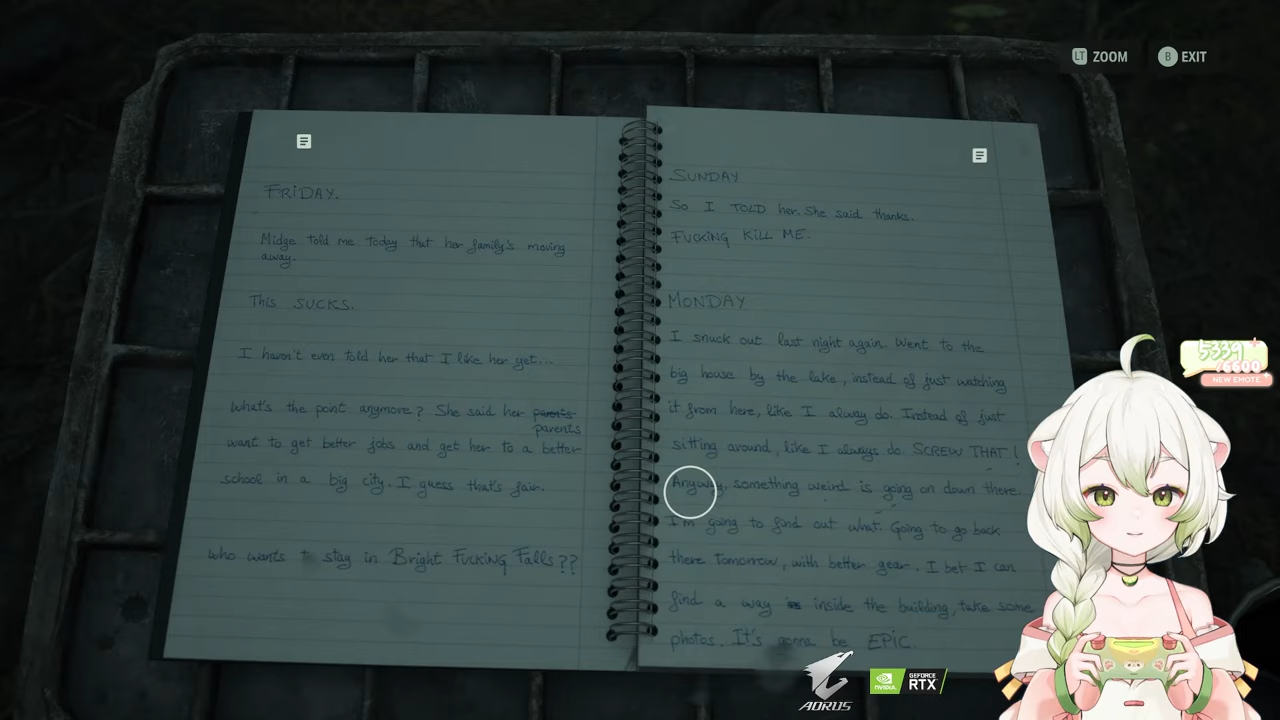 LT ZOOM
B EXIT
FRIDAY.
Midge told me today that her family's moving
away.
This SUCKS.
I haven't even told her that I like her yet...
what's the point anymore? She said her parents
parents
want to get better jobs and get her to a better
school in a big city. I guess that's fair.
who wants to stay in Bright FUCKING Falls??
SUNDAY
So I TOLD her. She said thanks.
FUCKING KILL ME.
MONDAY
I snuck out last night again. Went to the
big house by the lake, instead of just watching
it from here, like I always do. Instead of just
sitting around, like I always do. SCREW THAT!
Anyway, something weird is going on down there.
I'm going to find out what. Going to go back
there tomorrow, with better gear. I bet I can
find a way inside the building, take some
photos. It's gonna be EPIC.
5339
/6600
NEW EMOTE
AORUS
NVIDIA
GEFORCE
RTX